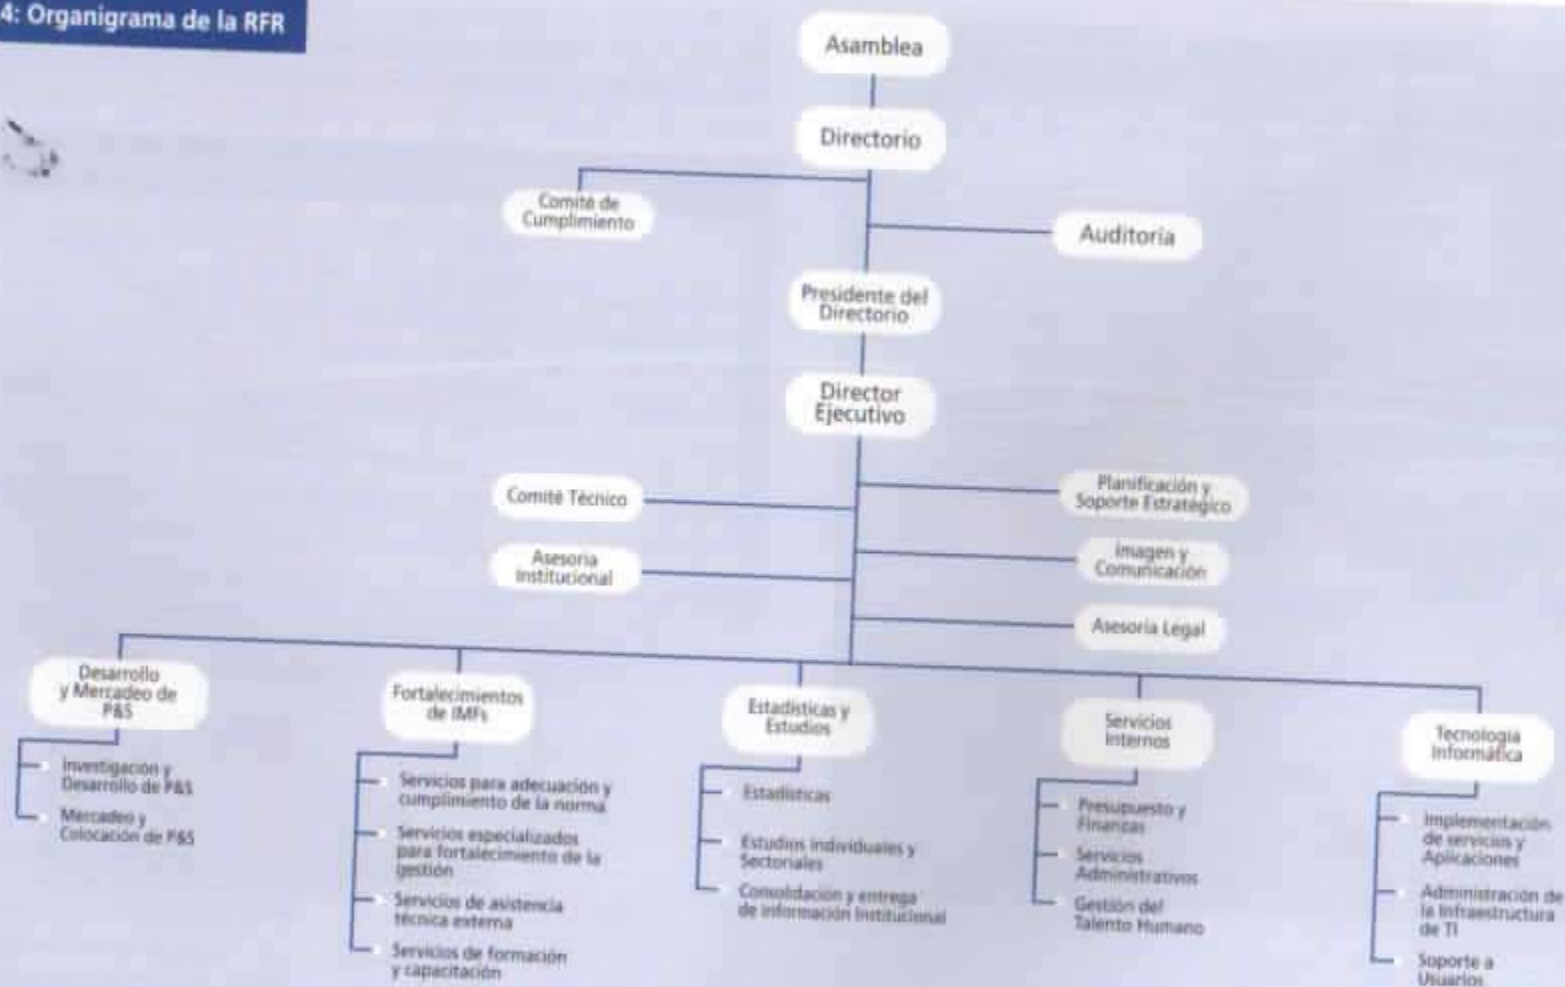 4: Organigrama de la RFR
Asamblea
Directorio
Comité de
Cumplimiento
Auditoria
Presidente del
Directorio
Director
Ejecutivo
Comité Técnico
Planificación y
Soporte Estratégico
Asesoria
Institucional
Imagen y
Comunicación
Asesoria Legal
Desarrollo
y Mercadeo de
P&S
Investigación y
Desarrollo de P&S
Mercadeo y
Colocación de P&S
Fortalecimientos
de IMFs
Servicios para adecuación y
cumplimiento de la norma
Servicios especializados
para fortalecimiento de la
gestión
Servicios de asistencia
técnica externa
Servicios de formación
y capacitación
Estadísticas y
Estudios
Estadísticas
Estudios individuales y
Sectoriales
Consolidación y entrega
de información Institucional
Servicios
Internos
Presupuesto y
Finanzas
Servicios
Administrativos
Gestión del
Talento Humano
Tecnología
Informática
Implementación
de servicios y
Aplicaciones
Administración de
la Infraestructura
de TI
Soporte a
Usuarios